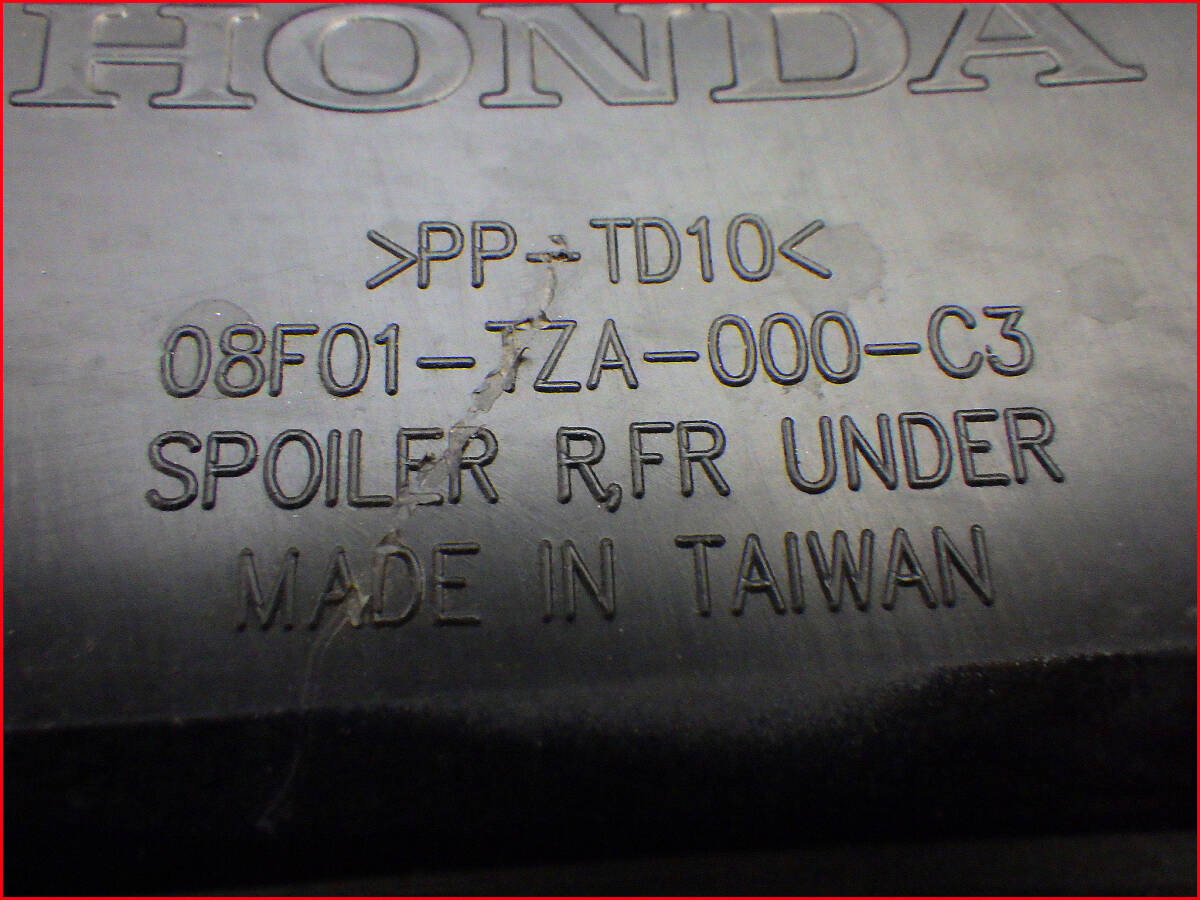 HONDA
>PP-TD10<
08F01-TZA-000-C3
SPOILER R,FR UNDER
MADE IN TAIWAN